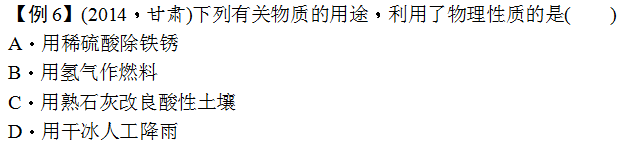 【例 6】(2014，甘肃)下列有关物质的用途，利用了物理性质的是(　　)
A．用稀硫酸除铁锈
B．用氢气作燃料
C．用熟石灰改良酸性土壤
D．用干冰人工降雨